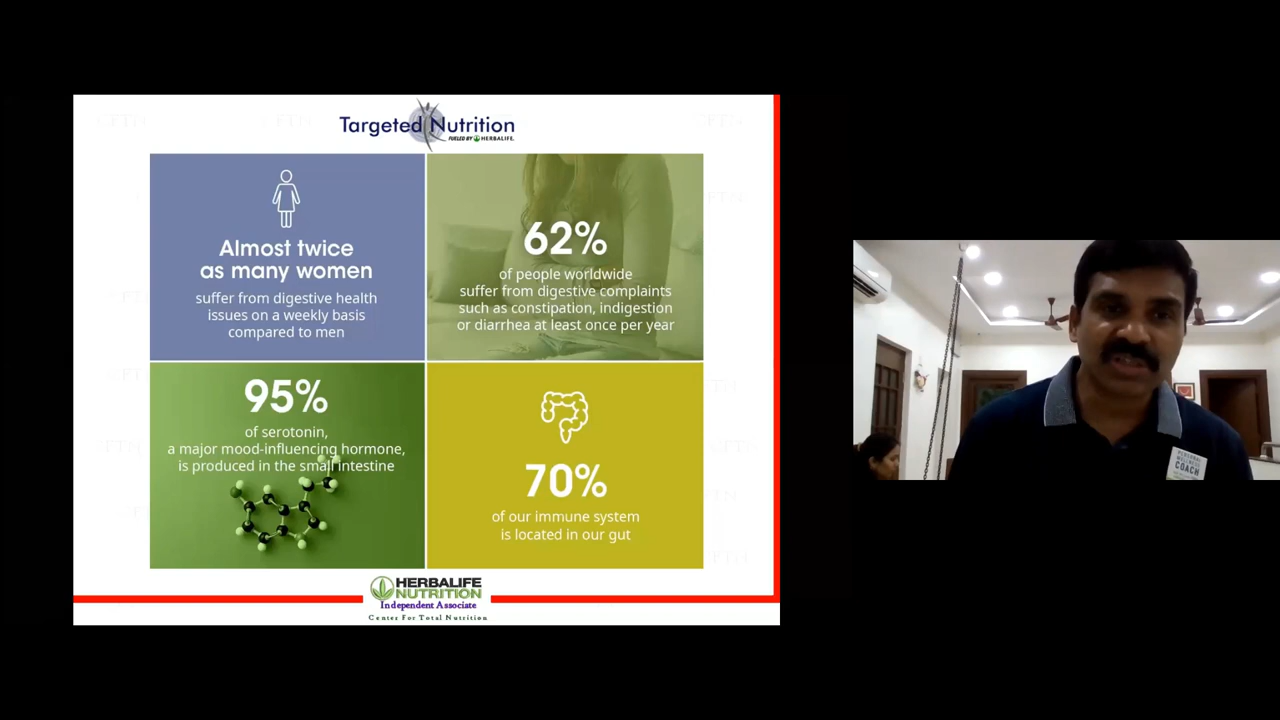 Targeted Nutrition
FUELED BY HERBALIFE.
Almost twice
as many women
suffer from digestive health
issues on a weekly basis
compared to men
62%
of people worldwide
suffer from digestive complaints
such as constipation, indigestion
or diarrhea at least once per year
95%
of serotonin,
a major mood-influencing hormone,
is produced in the small intestine
70%
of our immune system
is located in our gut
HERBALIFE
NUTRITION
Independent Associate
Center For Total Nutrition
PERSONAL
WELLNESS
COACH